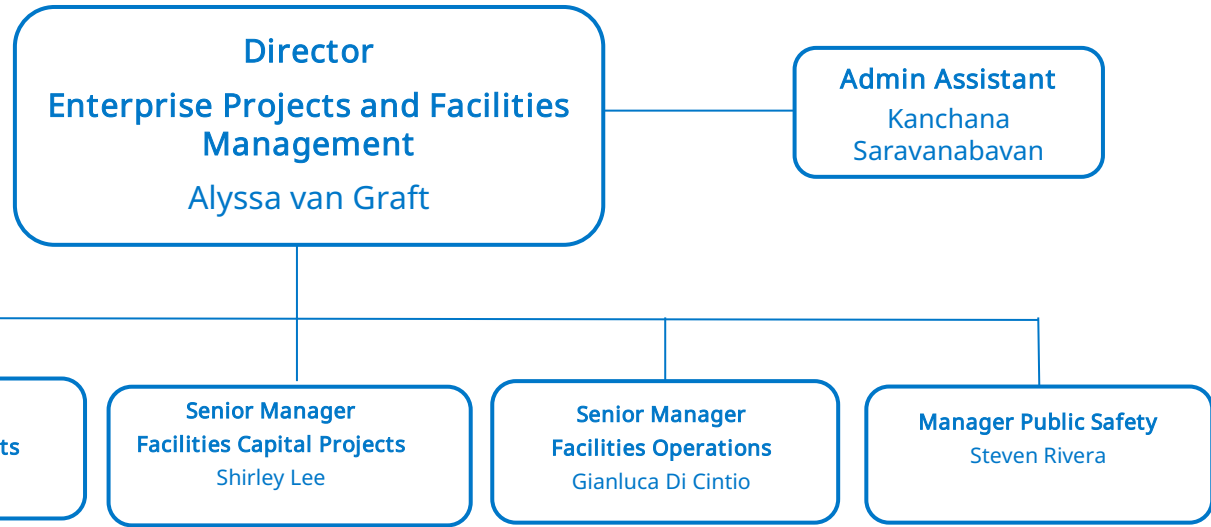 Director
Enterprise Projects and Facilities
Management
Alyssa van Graft
Admin Assistant
Kanchana
Saravanabavan
Senior Manager
Facilities Capital Projects
Shirley Lee
Senior Manager
Facilities Operations
Gianluca Di Cintio
Manager Public Safety
Steven Rivera